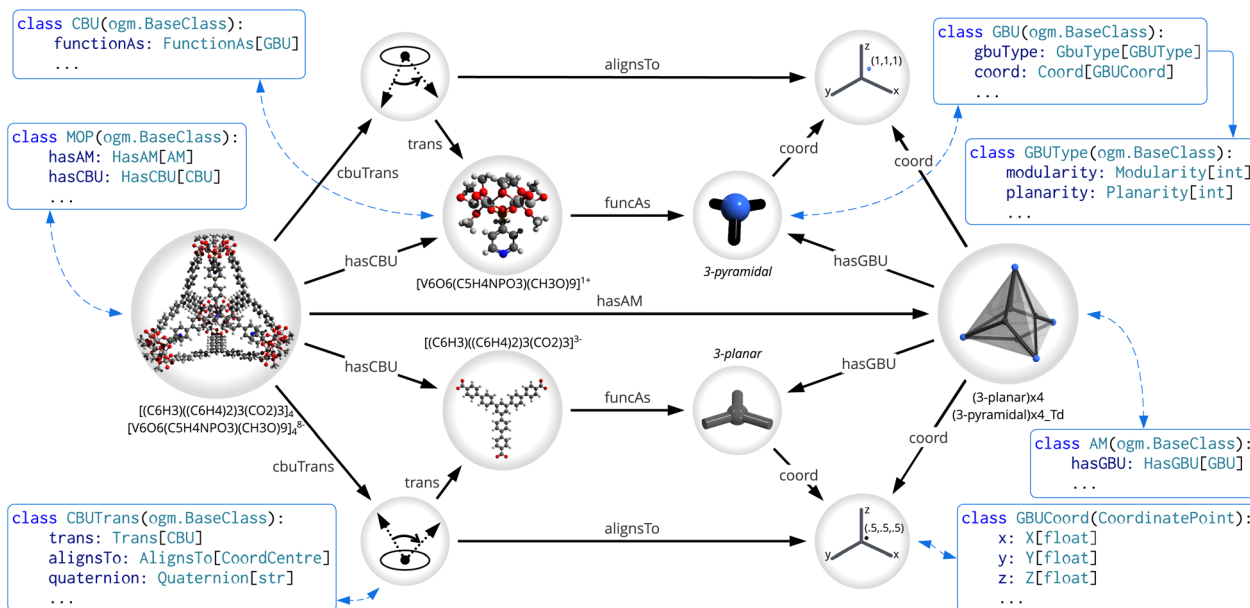 class CBU(ogm.BaseClass):
functionAs: FunctionAs[GBU]
...
class MOP(ogm.BaseClass):
hasAM: HasAM[AM]
hasCBU: HasCBU[CBU]
...
alignsTo
z
(1,1,1)
y
x
class GBU(ogm.BaseClass):
gbuType: GbuType[GBUType]
coord: Coord[GBUCoord]
...
class GBUType(ogm.BaseClass):
modularity: Modularity[int]
planarity: Planarity[int]
...
cbuTrans
trans
coord
coord
funcAs
hasCBU
[V6O6(C5H4NPO3)(CH3O)9]1+
3-pyramidal
hasGBU
hasAM
[(C6H3)((C6H4)2)3(CO2)3]3-
3-planar
hasCBU
hasGBU
funcAs
[(C6H3)((C6H4)2)3(CO2)3]4
[V6O6(C5H4NPO3)(CH3O)9]4 8-
(3-planar)x4
(3-pyramidal)x4_Td
cbuTrans
trans
coord
coord
class AM(ogm.BaseClass):
hasGBU: HasGBU[GBU]
...
class CBUTrans(ogm.BaseClass):
trans: Trans[CBU]
alignsTo: AlignsTo[CoordCentre]
quaternion: Quaternion[str]
...
alignsTo
z
(.5,.5,.5)
y
x
class GBUCoord(CoordinatePoint):
x: X[float]
y: Y[float]
z: Z[float]
...